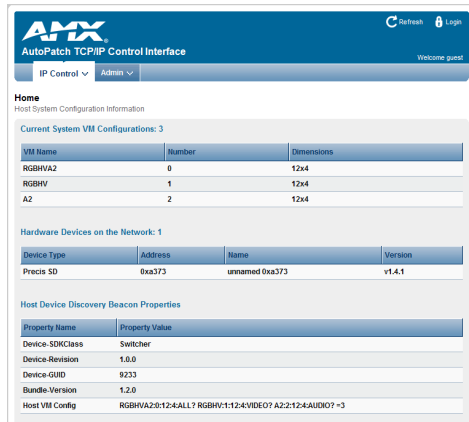 AMX
Refresh Login
AutoPatch TCP/IP Control Interface
Welcome guest
IP Control Admin
Home
Host System Configuration Information
Current System VM Configurations: 3
VM Name Number Dimensions
RGBHVA2 0 12x4
RGBHV 1 12x4
A2 2 12x4
Hardware Devices on the Network: 1
Device Type Address Name Version
Precis SD 0xa373 unnamed 0xa373 v1.4.1
Host Device Discovery Beacon Properties
Property Name Property Value
Device-SDKClass Switcher
Device-Revision 1.0.0
Device-GUID 9233
Bundle-Version 1.2.0
Host VM Config RGBHVA2:0:12:4:ALL? RGBHV:1:12:4:VIDEO? A2:2:12:4:AUDIO? =3